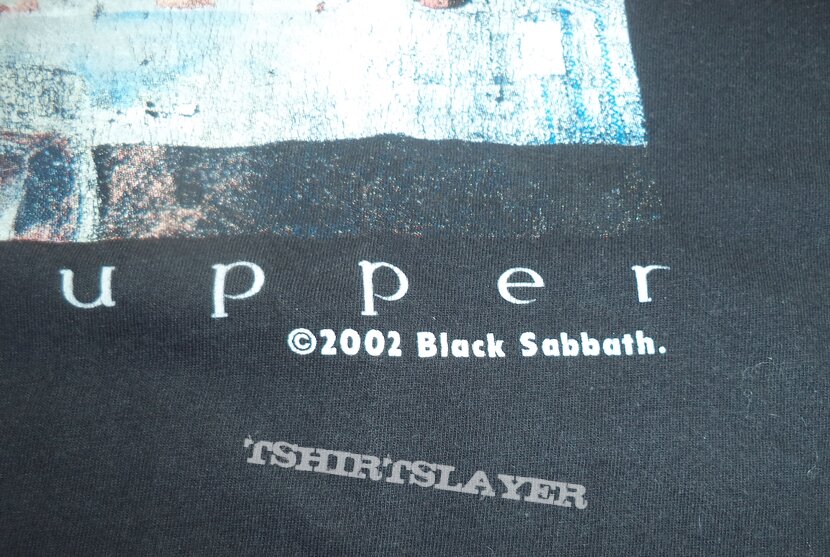 upper
©2002 Black Sabbath.
TSHIRTSLAYER